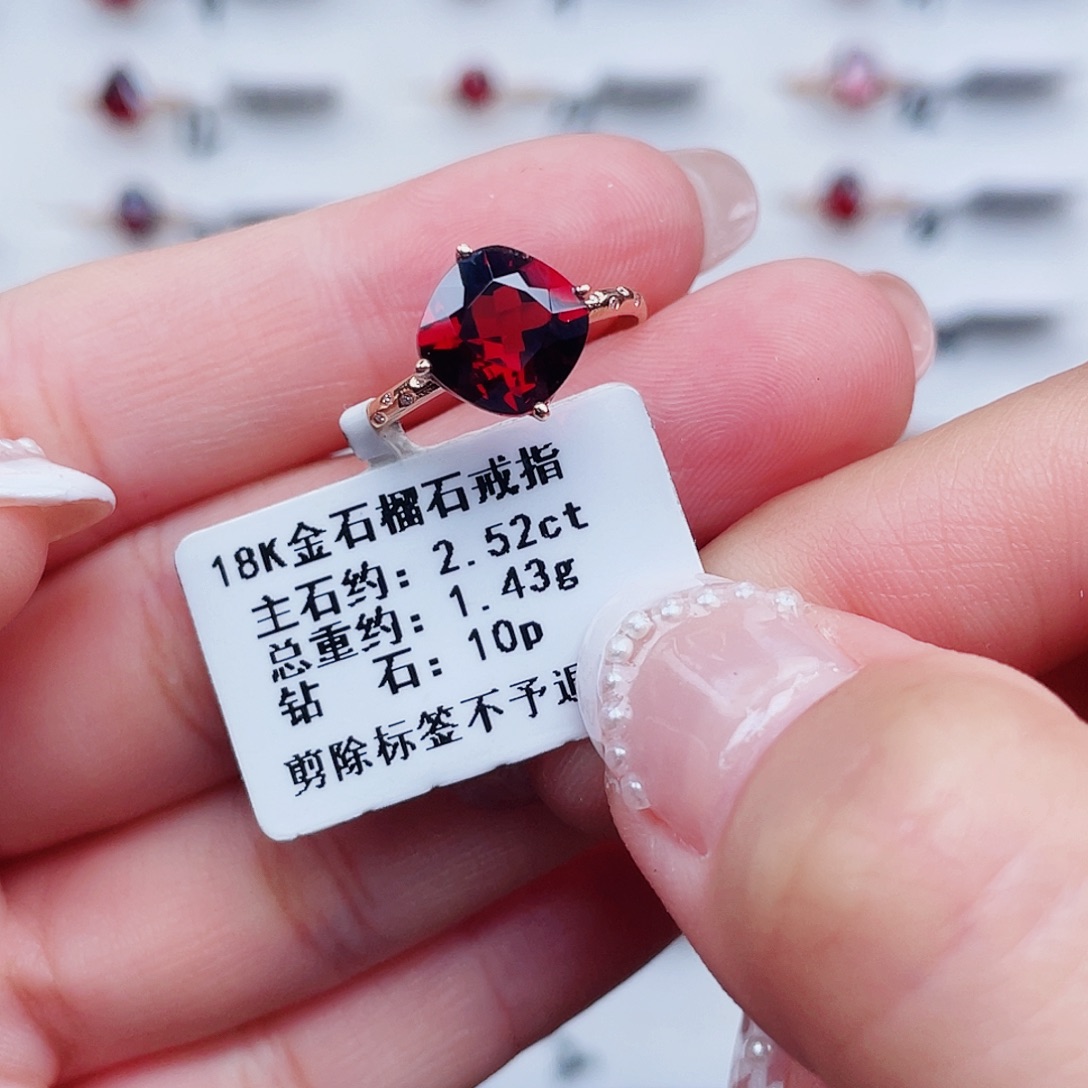 18K金石榴石戒指
主石约: 2.52ct
总重约: 1.43g
钻 石: 10p
剪除标签不予退